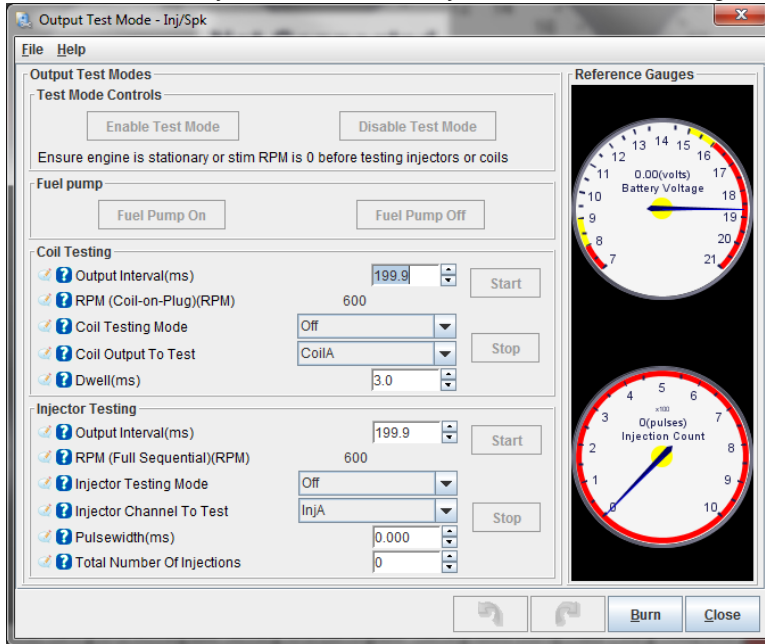 Output Test Mode - Inj/Spk
File Help
Output Test Modes
Test Mode Controls
Enable Test Mode
Disable Test Mode
Ensure engine is stationary or stim RPM is 0 before testing injectors or coils
Fuel pump
Fuel Pump On
Fuel Pump Off
Coil Testing
Output Interval(ms) 199.9
Start
RPM (Coil-on-Plug)(RPM) 600
Coil Testing Mode Off
Coil Output To Test CoilA
Stop
Dwell(ms) 3.0
Injector Testing
Output Interval(ms) 199.9
Start
RPM (Full Sequential)(RPM) 600
Injector Testing Mode Off
Injector Channel To Test InjA
Stop
Pulsewidth(ms) 0.000
Total Number Of Injections 0
Reference Gauges
7 8 9 10 11 12 13 14 15 16 17 18 19 20 21
0.00(volts)
Battery Voltage
0 1 2 3 4 5 6 7 8 9 10
x100
0(pulses)
Injection Count
Burn
Close